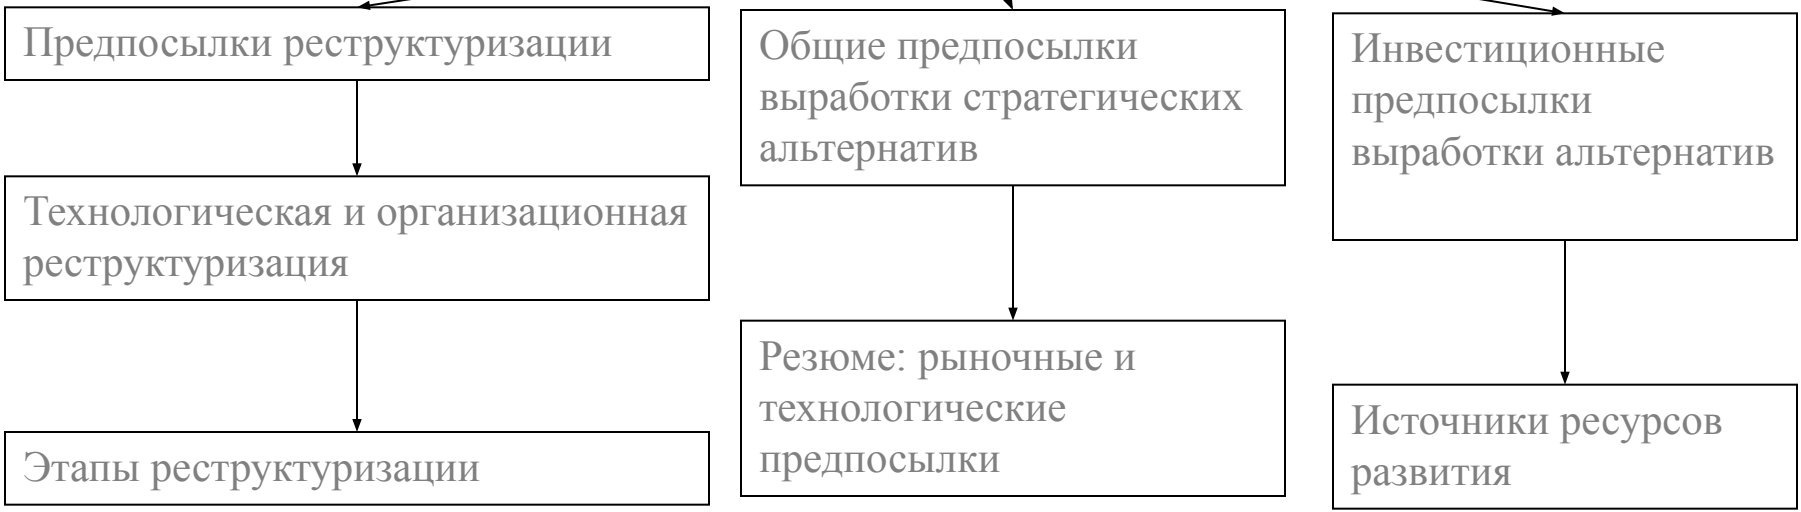 Предпосылки реструктуризации
Технологическая и организационная
реструктуризация
Этапы реструктуризации
Общие предпосылки
выработки стратегических
альтернатив
Резюме: рыночные и
технологические
предпосылки
Инвестиционные
предпосылки
выработки альтернатив
Источники ресурсов
развития